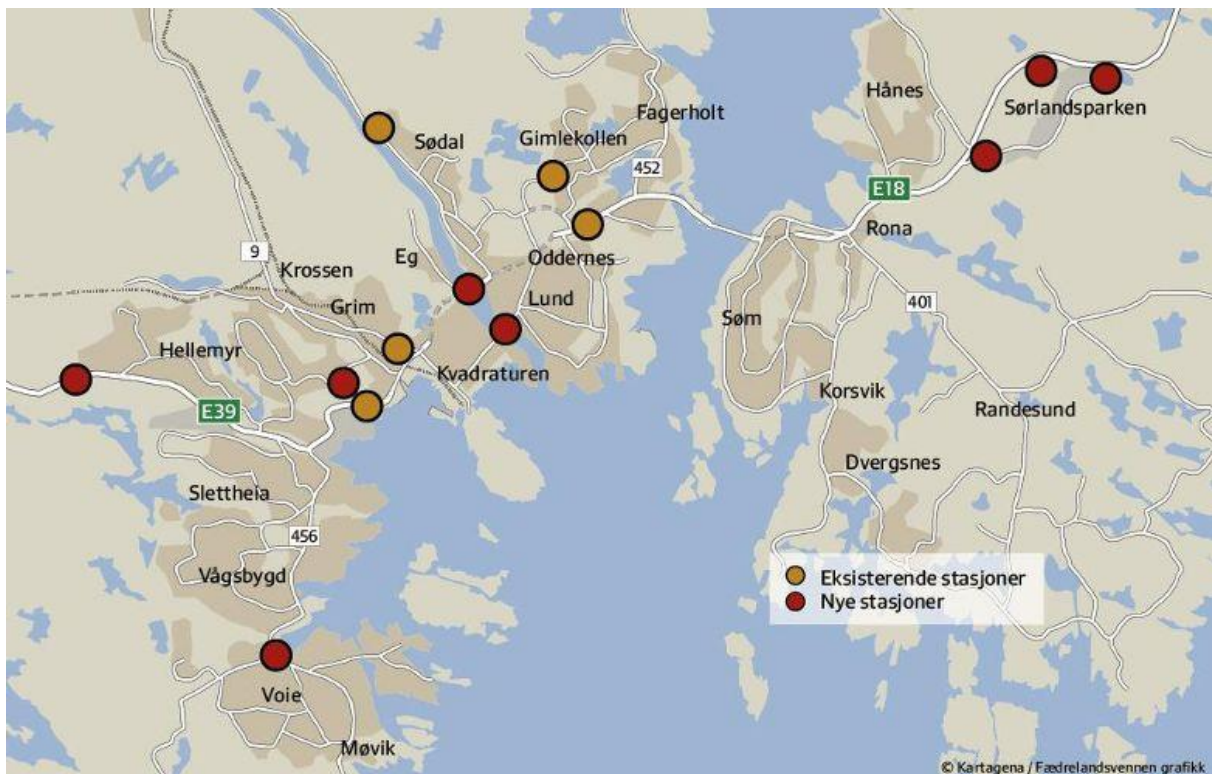 Hånes
Sørlandsparken
Fagerholt
Gimlekollen
Sødal
452
E18
Rona
9
Eg
Oddernes
Krossen
Grim
Lund
401
Søm
Hellemyr
Kvadraturen
Korsvik
E39
Randesund
Dvergsnes
Slettheia
456
Vågsbygd
Eksisterende stasjoner
Nye stasjoner
Voie
Møvik
© Kartagena / Fædrelandsvennen grafikk